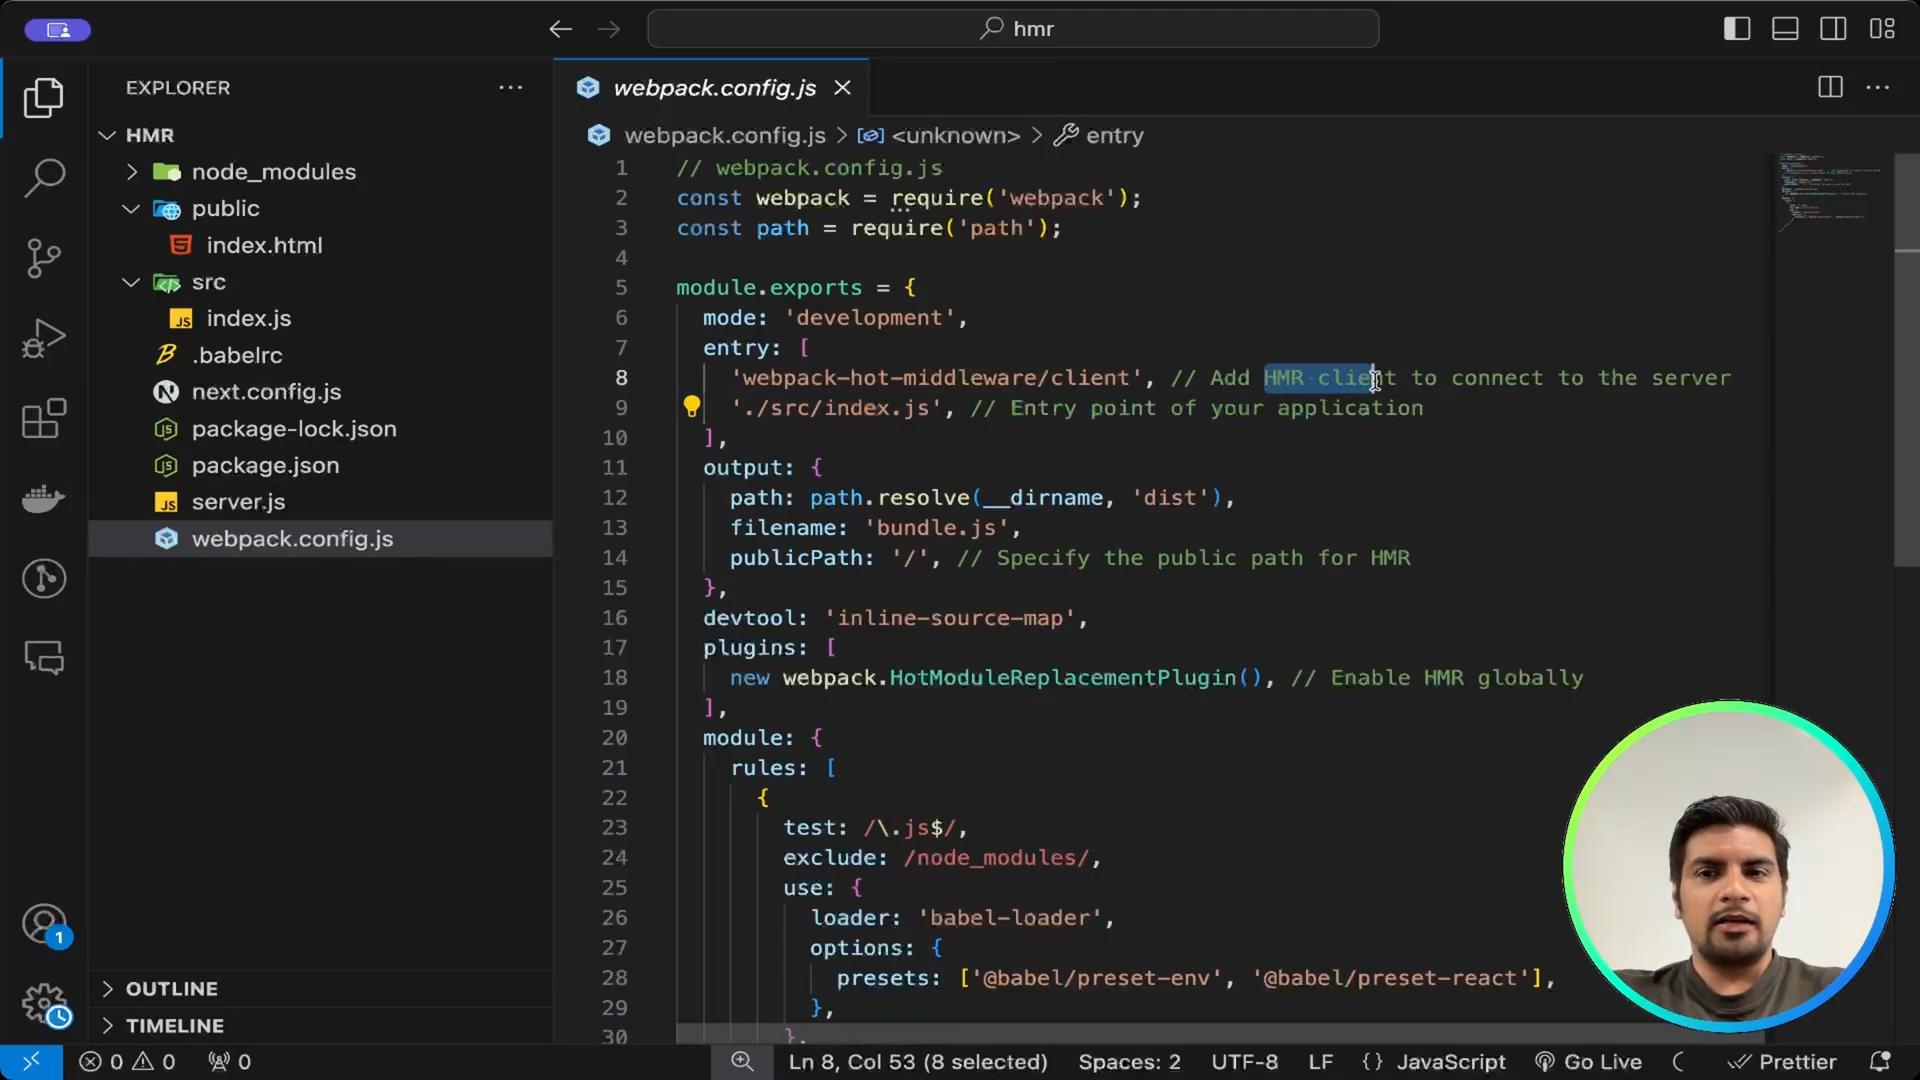 hmr
EXPLORER
HMR
node_modules
public
index.html
src
index.js
.babelrc
next.config.js
package-lock.json
package.json
server.js
webpack.config.js
OUTLINE
TIMELINE
1
webpack.config.js
webpack.config.js > <unknown> > entry
1 // webpack.config.js
2 const webpack = require('webpack');
3 const path = require('path');
4
5 module.exports = {
6 mode: 'development',
7 entry: [
8 'webpack-hot-middleware/client', // Add HMR client to connect to the server
9 './src/index.js', // Entry point of your application
10 ],
11 output: {
12 path: path.resolve(__dirname, 'dist'),
13 filename: 'bundle.js',
14 publicPath: '/', // Specify the public path for HMR
15 },
16 devtool: 'inline-source-map',
17 plugins: [
18 new webpack.HotModuleReplacementPlugin(), // Enable HMR globally
19 ],
20 module: {
21 rules: [
22 {
23 test: /\.js$/,
24 exclude: /node_modules/,
25 use: {
26 loader: 'babel-loader',
27 options: {
28 presets: ['@babel/preset-env', '@babel/preset-react'],
29 },
30 },
0 0 0 Ln 8, Col 53 (8 selected) Spaces: 2 UTF-8 LF {} JavaScript Go Live Prettier